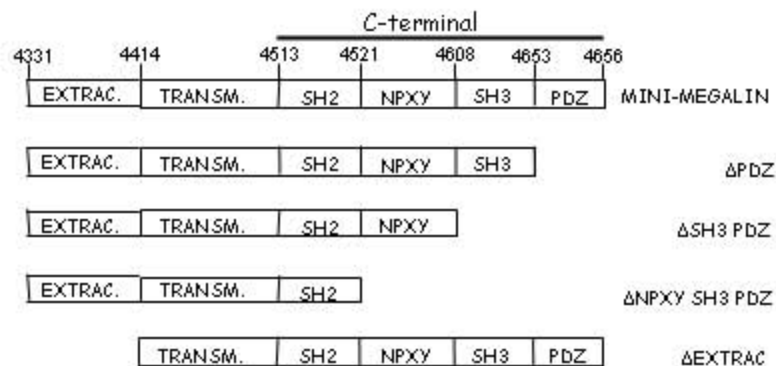 C-terminal
4331 4414 4513 4521 4608 4653 4656
EXTRAC. TRANSM. SH2 NPXY SH3 PDZ MINI-MEGALIN
EXTRAC. TRANSM. SH2 NPXY SH3 ΔPDZ
EXTRAC. TRANSM. SH2 NPXY ΔSH3 PDZ
EXTRAC. TRANSM. SH2 ΔNPXY SH3 PDZ
TRANSM. SH2 NPXY SH3 PDZ ΔEXTRAC